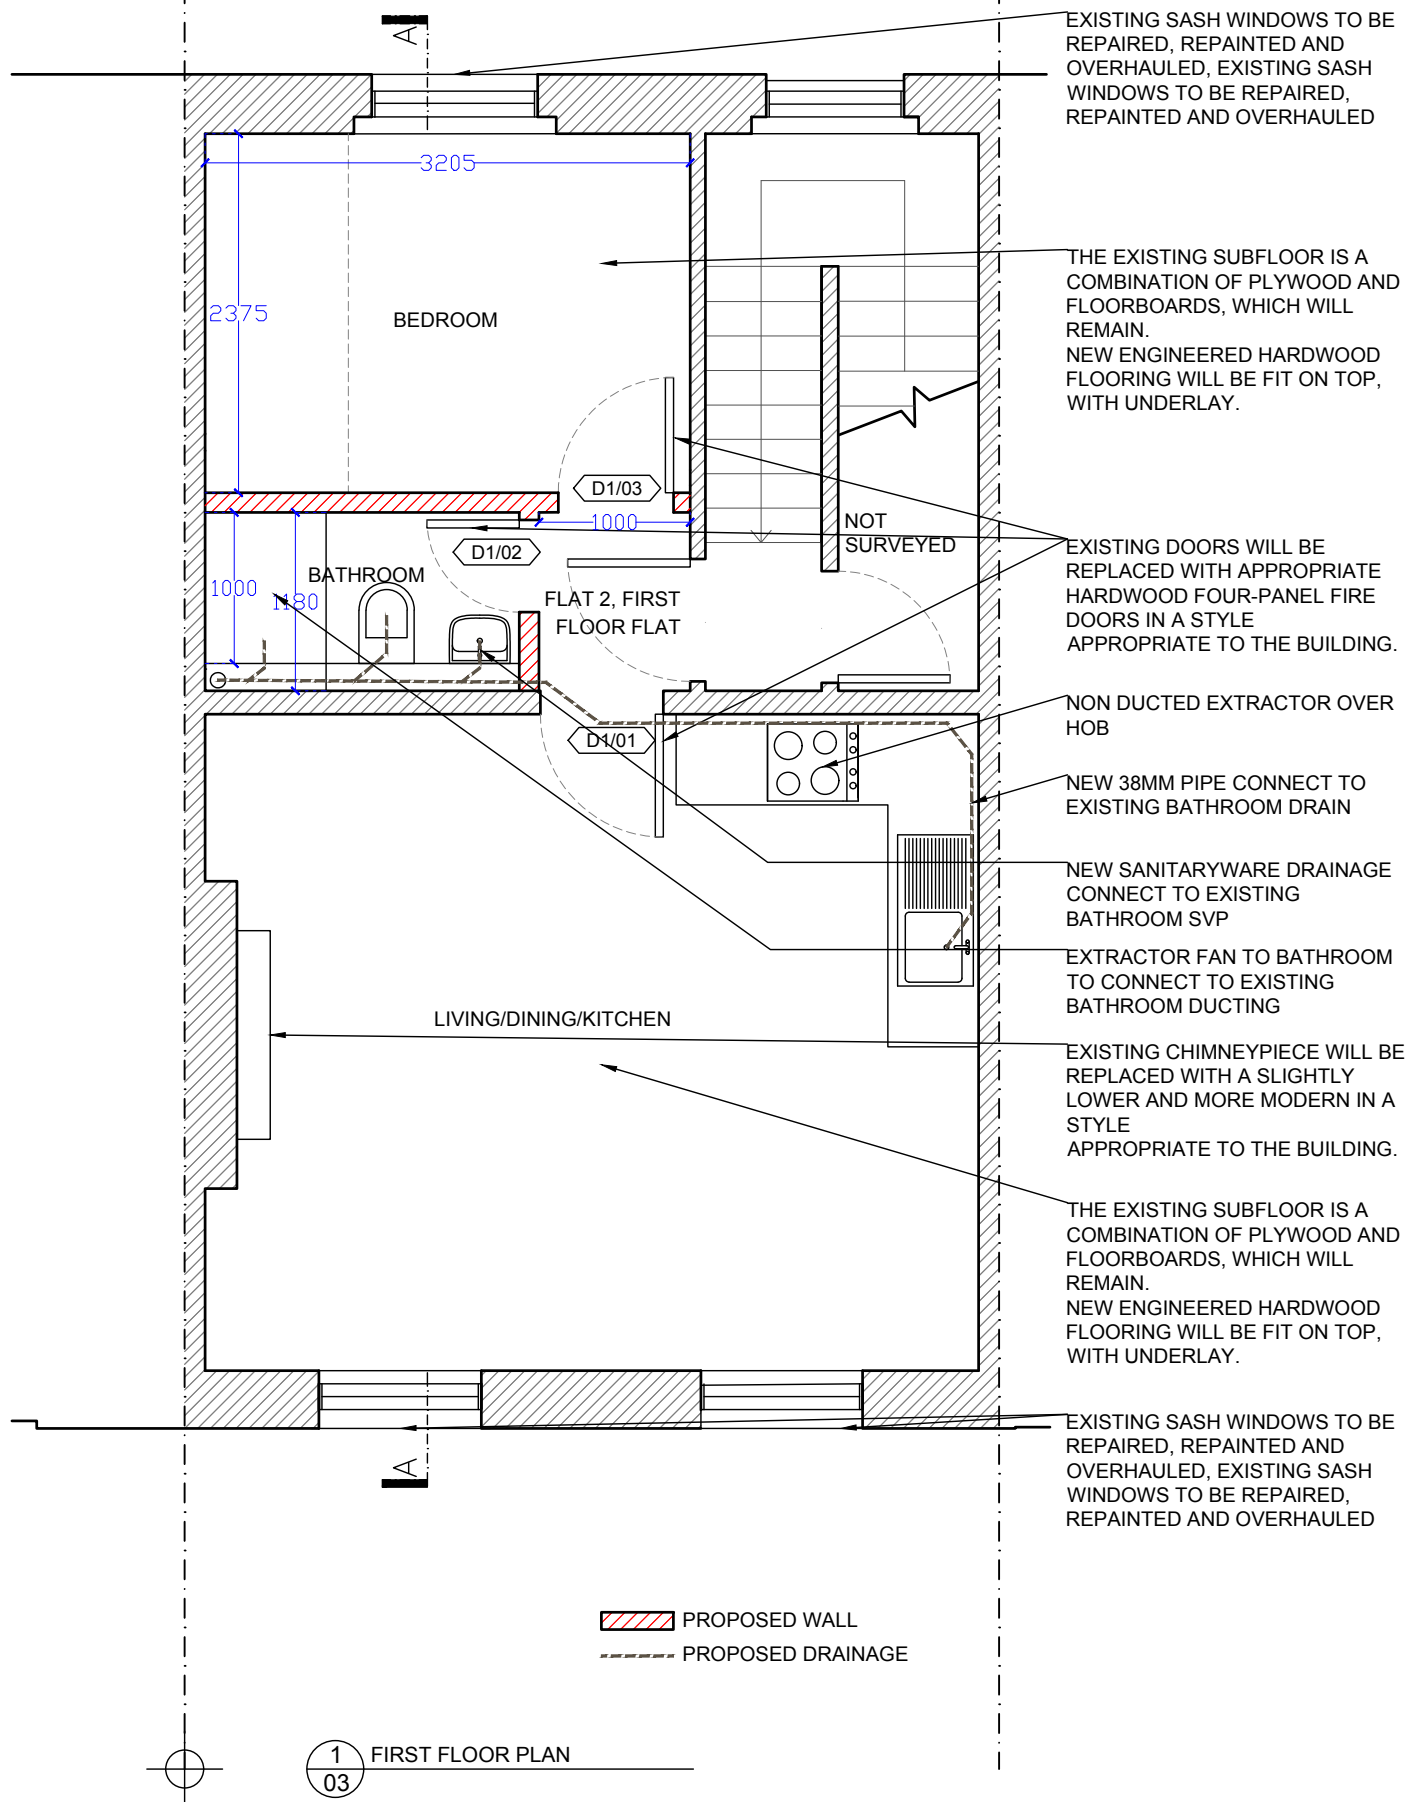 A
EXISTING SASH WINDOWS TO BE
REPAIRED, REPAINTED AND
OVERHAULED, EXISTING SASH
WINDOWS TO BE REPAIRED,
REPAINTED AND OVERHAULED
3205
THE EXISTING SUBFLOOR IS A
COMBINATION OF PLYWOOD AND
FLOORBOARDS, WHICH WILL
REMAIN.
NEW ENGINEERED HARDWOOD
FLOORING WILL BE FIT ON TOP,
WITH UNDERLAY.
2375
BEDROOM
D1/03
1000
NOT
SURVEYED
D1/02
BATHROOM
1000
1180
FLAT 2, FIRST
FLOOR FLAT
EXISTING DOORS WILL BE
REPLACED WITH APPROPRIATE
HARDWOOD FOUR-PANEL FIRE
DOORS IN A STYLE
APPROPRIATE TO THE BUILDING.
NON DUCTED EXTRACTOR OVER
HOB
D1/01
NEW 38MM PIPE CONNECT TO
EXISTING BATHROOM DRAIN
NEW SANITARYWARE DRAINAGE
CONNECT TO EXISTING
BATHROOM SVP
EXTRACTOR FAN TO BATHROOM
TO CONNECT TO EXISTING
BATHROOM DUCTING
LIVING/DINING/KITCHEN
EXISTING CHIMNEYPIECE WILL BE
REPLACED WITH A SLIGHTLY
LOWER AND MORE MODERN IN A
STYLE
APPROPRIATE TO THE BUILDING.
THE EXISTING SUBFLOOR IS A
COMBINATION OF PLYWOOD AND
FLOORBOARDS, WHICH WILL
REMAIN.
NEW ENGINEERED HARDWOOD
FLOORING WILL BE FIT ON TOP,
WITH UNDERLAY.
EXISTING SASH WINDOWS TO BE
REPAIRED, REPAINTED AND
OVERHAULED, EXISTING SASH
WINDOWS TO BE REPAIRED,
REPAINTED AND OVERHAULED
A
PROPOSED WALL
PROPOSED DRAINAGE
1
03
FIRST FLOOR PLAN